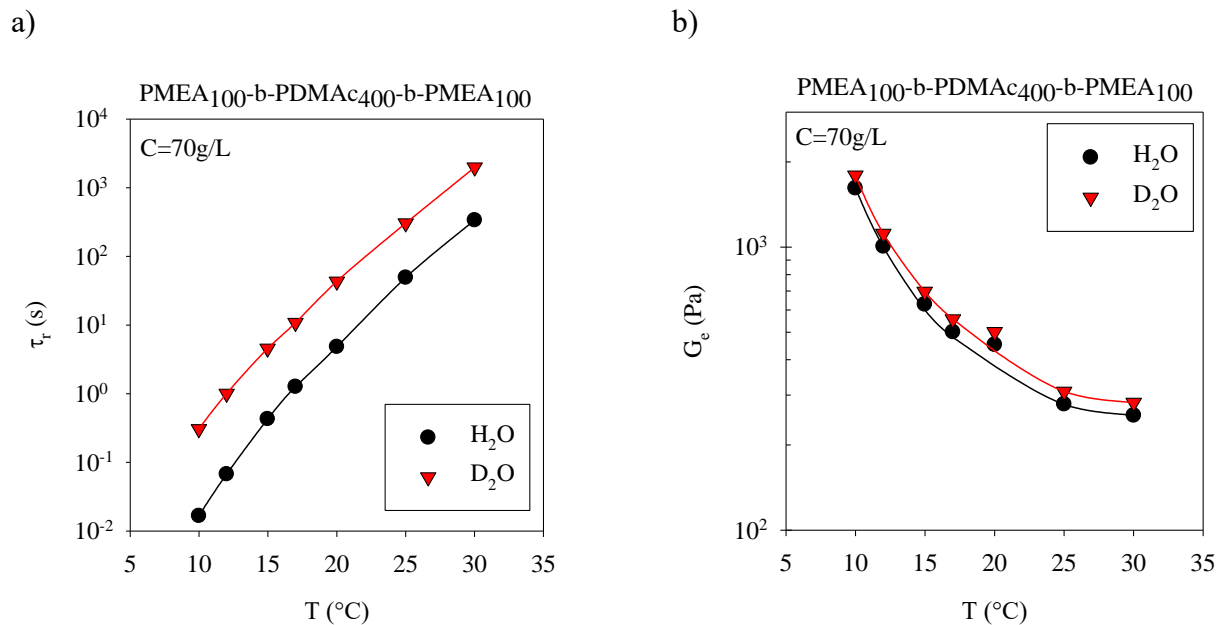 a)
PMEA100-b-PDMAc400-b-PMEA100
C=70g/L
10^4
10^3
10^2
10^1
10^0
10^-1
10^-2
τr (s)
H2O
D2O
5 10 15 20 25 30 35
T (°C)
b)
PMEA100-b-PDMAc400-b-PMEA100
C=70g/L
H2O
D2O
10^3
10^2
Ge (Pa)
5 10 15 20 25 30 35
T (°C)